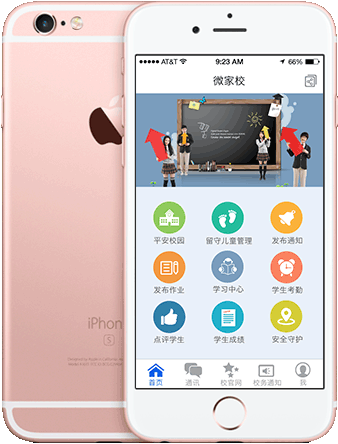 AT&T 9:23 AM 66%
微家校
平安校园 留守儿童管理 发布通知
发布作业 学习中心 学生考勤
点评学生 学生成绩 安全守护
首页 通讯 校官网 校务通知 我
iPhon
S